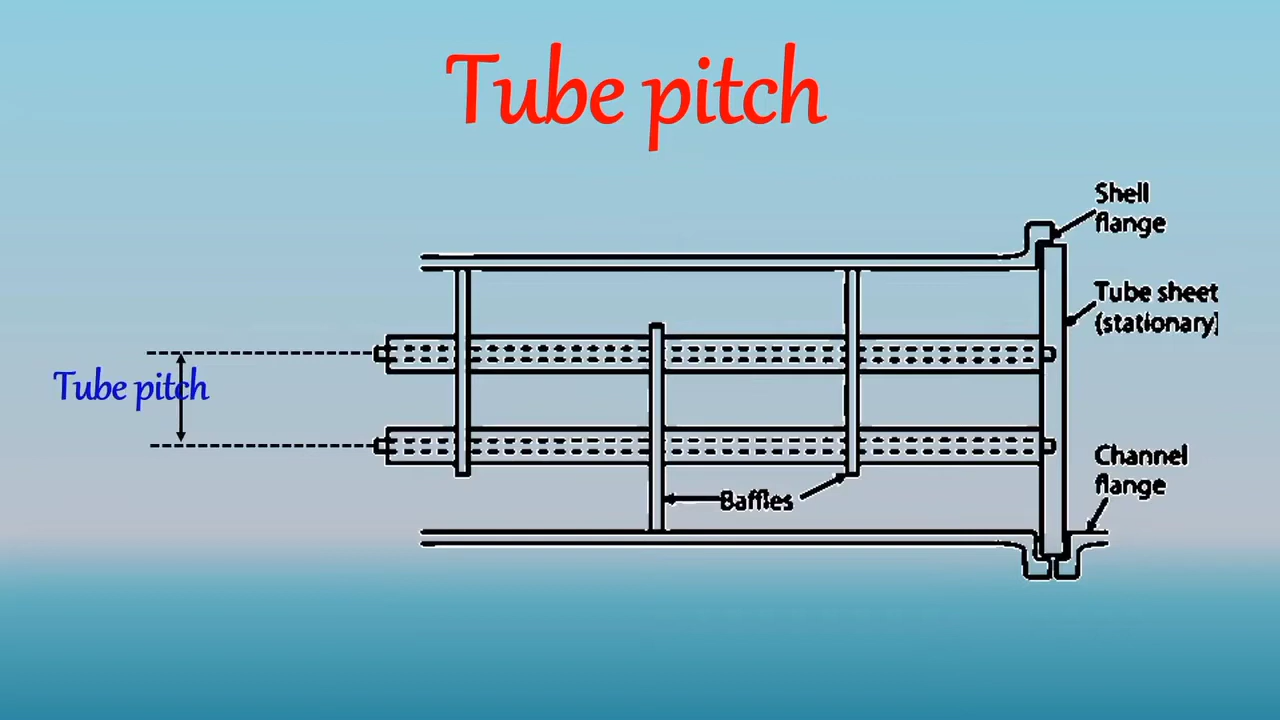 Tube pitch
Shell
flange
Tube sheet
(stationary)
Tube pitch
Channel
flange
Baffles